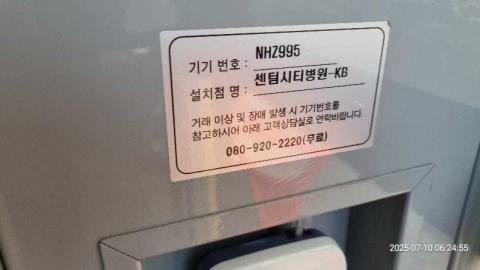 기기 번호 : NHZ995
설치점 명 : 센텀시티병원-KB
거래 이상 및 장애 발생 시 기기번호를
참고하시어 아래 고객상담실로 연락바랍니다.
080-920-2220(무료)
2025-07-10 06:24:55